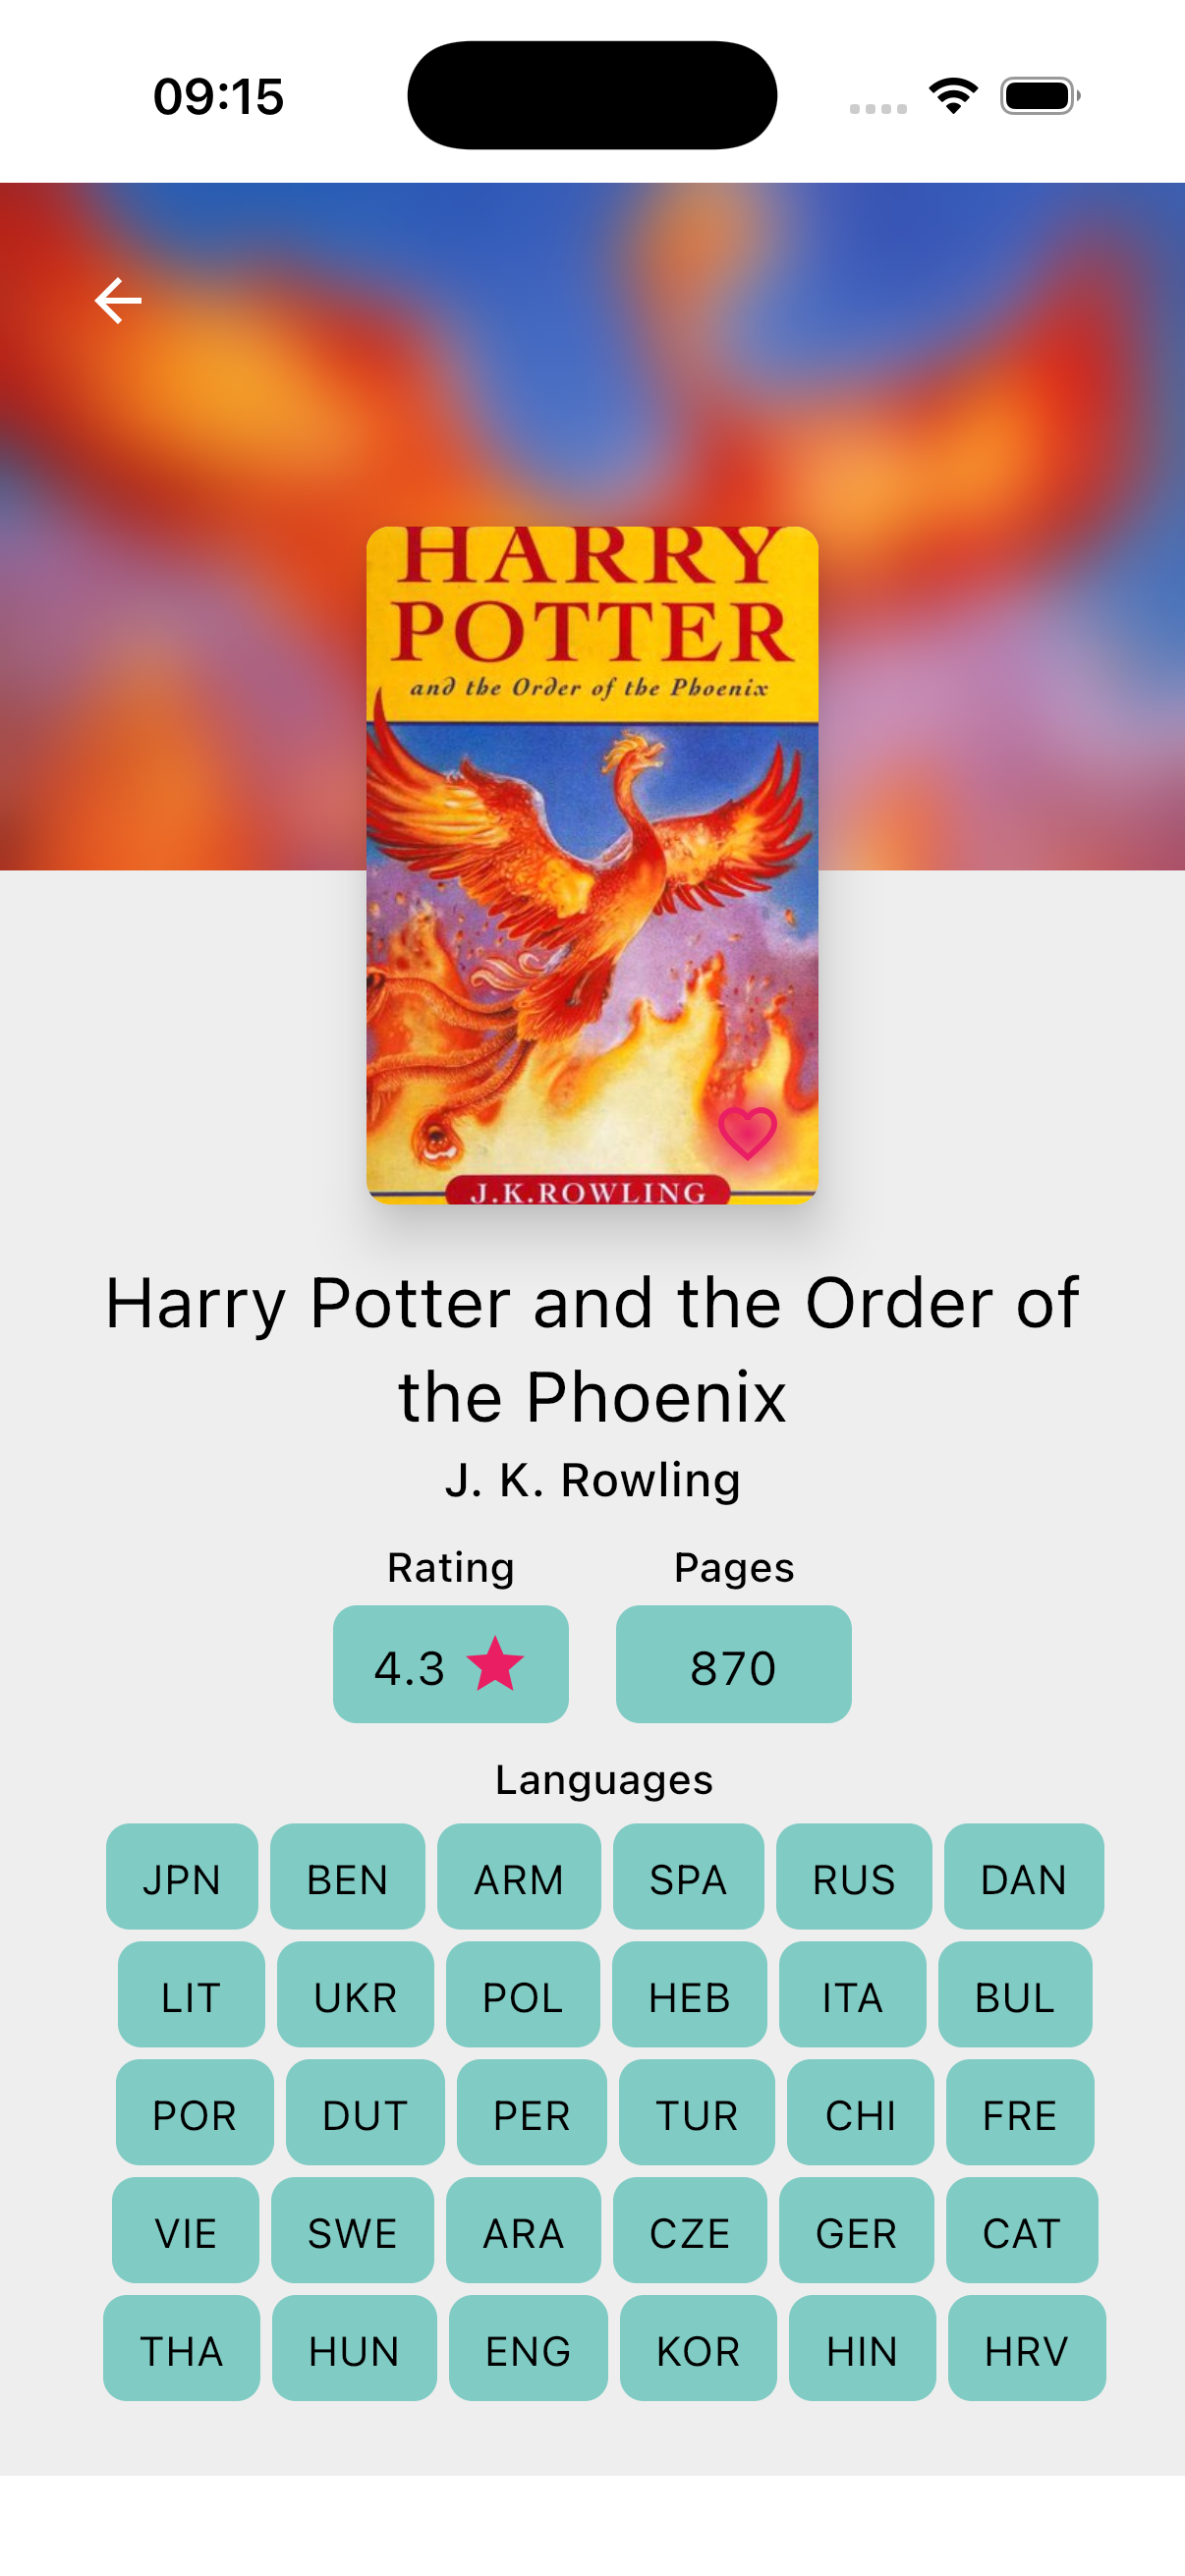 09:15
HARRY
POTTER
and the Order of the Phoenix
J.K.ROWLING
Harry Potter and the Order of
the Phoenix
J. K. Rowling
Rating Pages
4.3 870
Languages
JPN BEN ARM SPA RUS DAN
LIT UKR POL HEB ITA BUL
POR DUT PER TUR CHI FRE
VIE SWE ARA CZE GER CAT
THA HUN ENG KOR HIN HRV